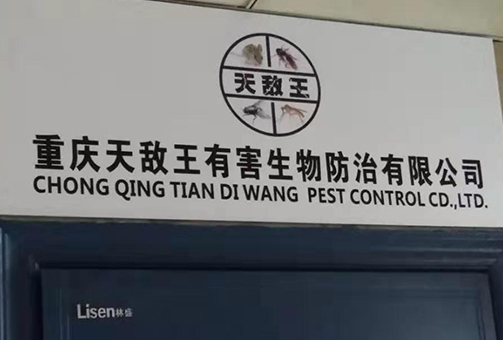 天敌王
重庆天敌王有害生物防治有限公司
CHONG QING TIAN DI WANG PEST CONTROL CD.,LTD.
Lisen林盛